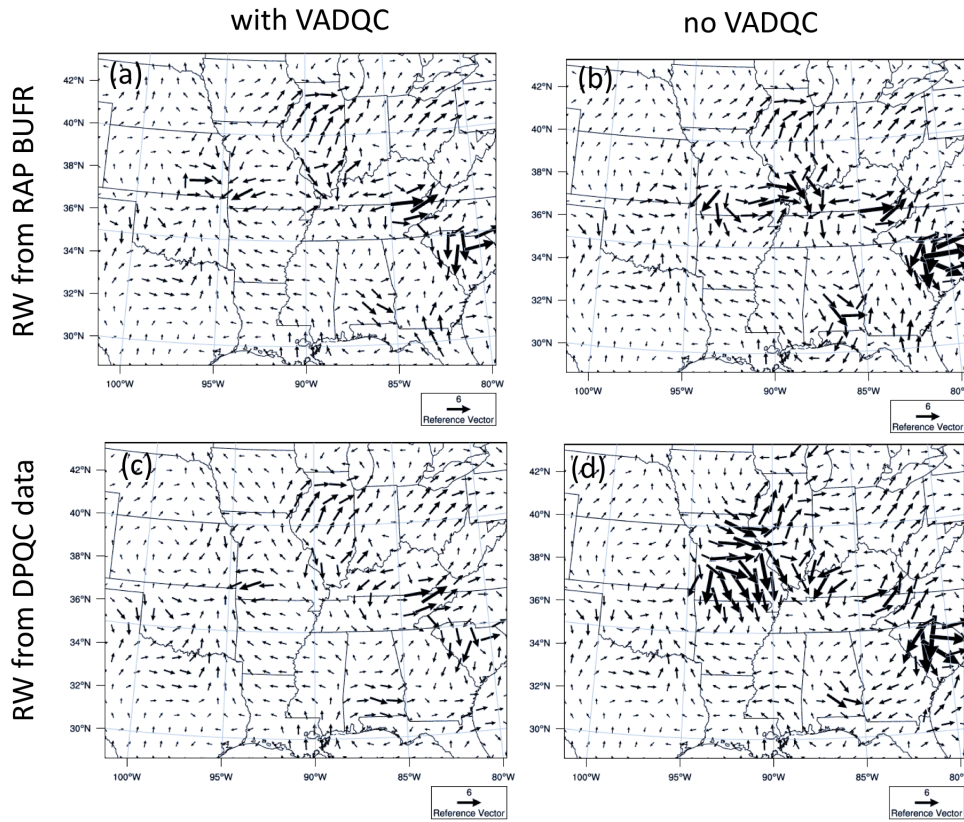 with VADQC
no VADQC
RW from RAP BUFR
(a)
42°N
40°N
38°N
36°N
34°N
32°N
30°N
100°W 95°W 90°W 85°W 80°W
6
Reference Vector
(b)
42°N
40°N
38°N
36°N
34°N
32°N
30°N
100°W 95°W 90°W 85°W 80°W
6
Reference Vector
RW from DPQC data
(c)
42°N
40°N
38°N
36°N
34°N
32°N
30°N
100°W 95°W 90°W 85°W 80°W
6
Reference Vector
(d)
42°N
40°N
38°N
36°N
34°N
32°N
30°N
100°W 95°W 90°W 85°W 80°W
6
Reference Vector